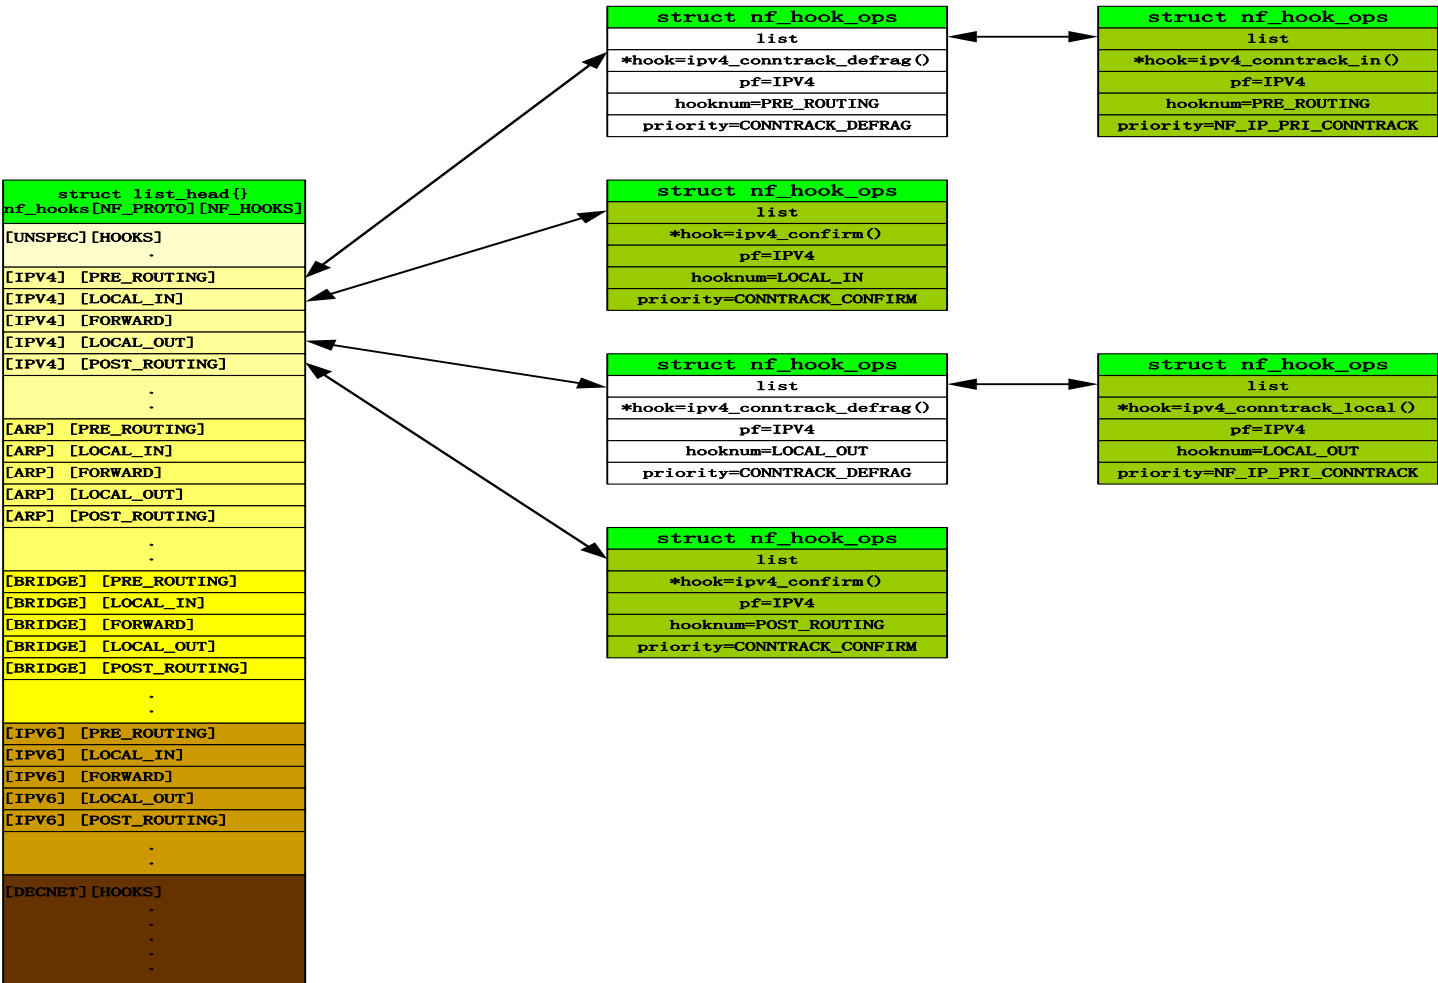 struct list_head{}
nf_hooks[NF_PROTO][NF_HOOKS]
[UNSPEC][HOOKS]
.
[IPV4] [PRE_ROUTING]
[IPV4] [LOCAL_IN]
[IPV4] [FORWARD]
[IPV4] [LOCAL_OUT]
[IPV4] [POST_ROUTING]
.
.
[ARP] [PRE_ROUTING]
[ARP] [LOCAL_IN]
[ARP] [FORWARD]
[ARP] [LOCAL_OUT]
[ARP] [POST_ROUTING]
.
.
[BRIDGE] [PRE_ROUTING]
[BRIDGE] [LOCAL_IN]
[BRIDGE] [FORWARD]
[BRIDGE] [LOCAL_OUT]
[BRIDGE] [POST_ROUTING]
.
.
[IPV6] [PRE_ROUTING]
[IPV6] [LOCAL_IN]
[IPV6] [FORWARD]
[IPV6] [LOCAL_OUT]
[IPV6] [POST_ROUTING]
.
.
[DECNET][HOOKS]
.
.
.
.
.
struct nf_hook_ops
list
*hook=ipv4_conntrack_defrag()
pf=IPV4
hooknum=PRE_ROUTING
priority=CONNTRACK_DEFRAG
struct nf_hook_ops
list
*hook=ipv4_conntrack_in()
pf=IPV4
hooknum=PRE_ROUTING
priority=NF_IP_PRI_CONNTRACK
struct nf_hook_ops
list
*hook=ipv4_confirm()
pf=IPV4
hooknum=LOCAL_IN
priority=CONNTRACK_CONFIRM
struct nf_hook_ops
list
*hook=ipv4_conntrack_defrag()
pf=IPV4
hooknum=LOCAL_OUT
priority=CONNTRACK_DEFRAG
struct nf_hook_ops
list
*hook=ipv4_conntrack_local()
pf=IPV4
hooknum=LOCAL_OUT
priority=NF_IP_PRI_CONNTRACK
struct nf_hook_ops
list
*hook=ipv4_confirm()
pf=IPV4
hooknum=POST_ROUTING
priority=CONNTRACK_CONFIRM